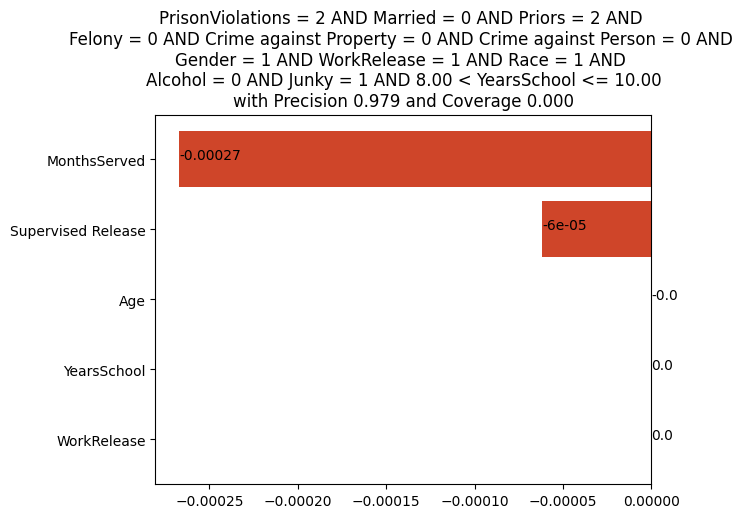 PrisonViolations = 2 AND Married = 0 AND Priors = 2 AND
Felony = 0 AND Crime against Property = 0 AND Crime against Person = 0 AND
Gender = 1 AND WorkRelease = 1 AND Race = 1 AND
Alcohol = 0 AND Junky = 1 AND 8.00 < YearsSchool <= 10.00
with Precision 0.979 and Coverage 0.000
MonthsServed
-0.00027
Supervised Release
-6e-05
Age
-0.0
YearsSchool
0.0
WorkRelease
0.0
−0.00025 −0.00020 −0.00015 −0.00010 −0.00005 0.00000